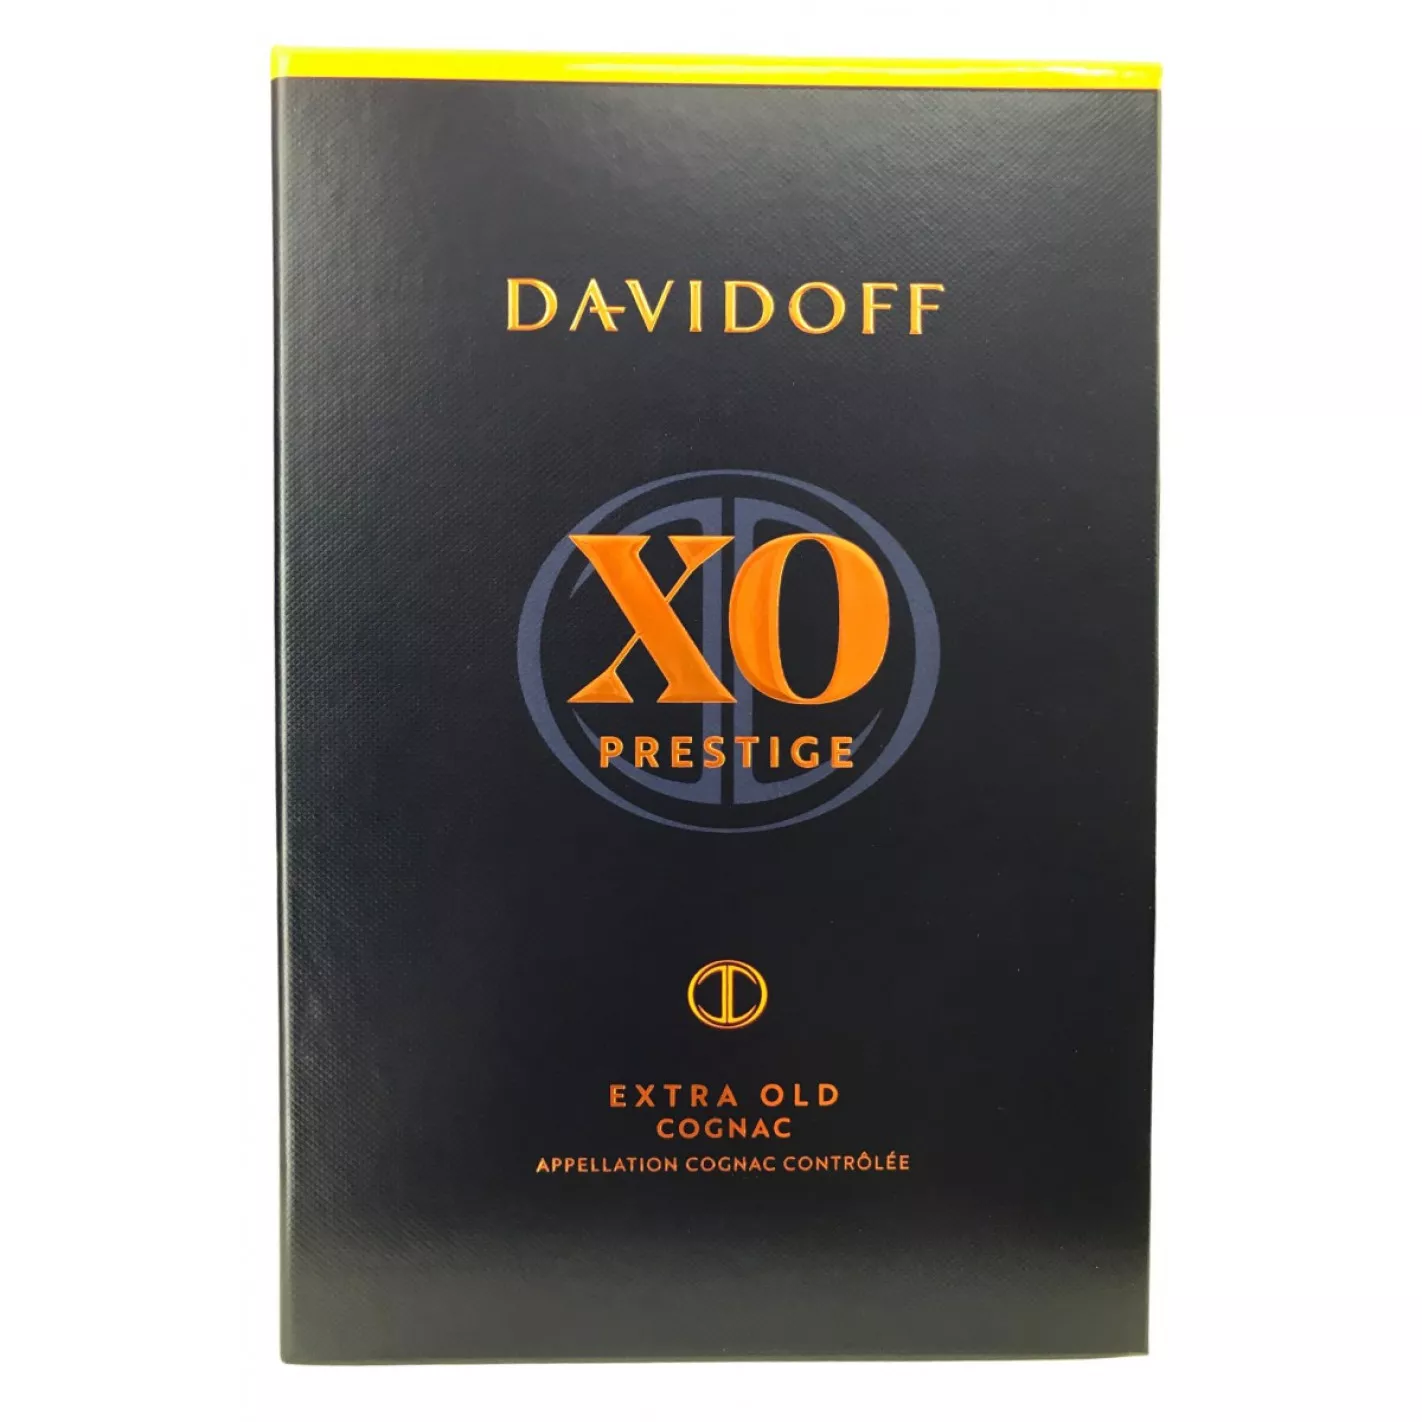 DAVIDOFF
XO
PRESTIGE
EXTRA OLD
COGNAC
APPELLATION COGNAC CONTRÔLÉE